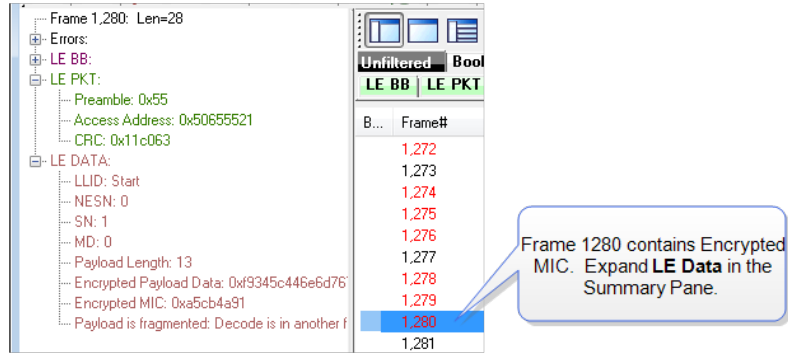 Frame 1,280: Len=28
Errors:
LE BB:
LE PKT:
Preamble: 0x55
Access Address: 0x50655521
CRC: 0x11c063
LE DATA:
LLID: Start
NESN: 0
SN: 1
MD: 0
Payload Length: 13
Encrypted Payload Data: 0xf9345c446e6d76
Encrypted MIC: 0xa5cb4a91
Payload is fragmented: Decode is in another f
Unfiltered Bool
LE BB LE PKT
B... Frame#
1,272
1,273
1,274
1,275
1,276
1,277
1,278
1,279
1,280
1,281
Frame 1280 contains Encrypted
MIC. Expand LE Data in the
Summary Pane.